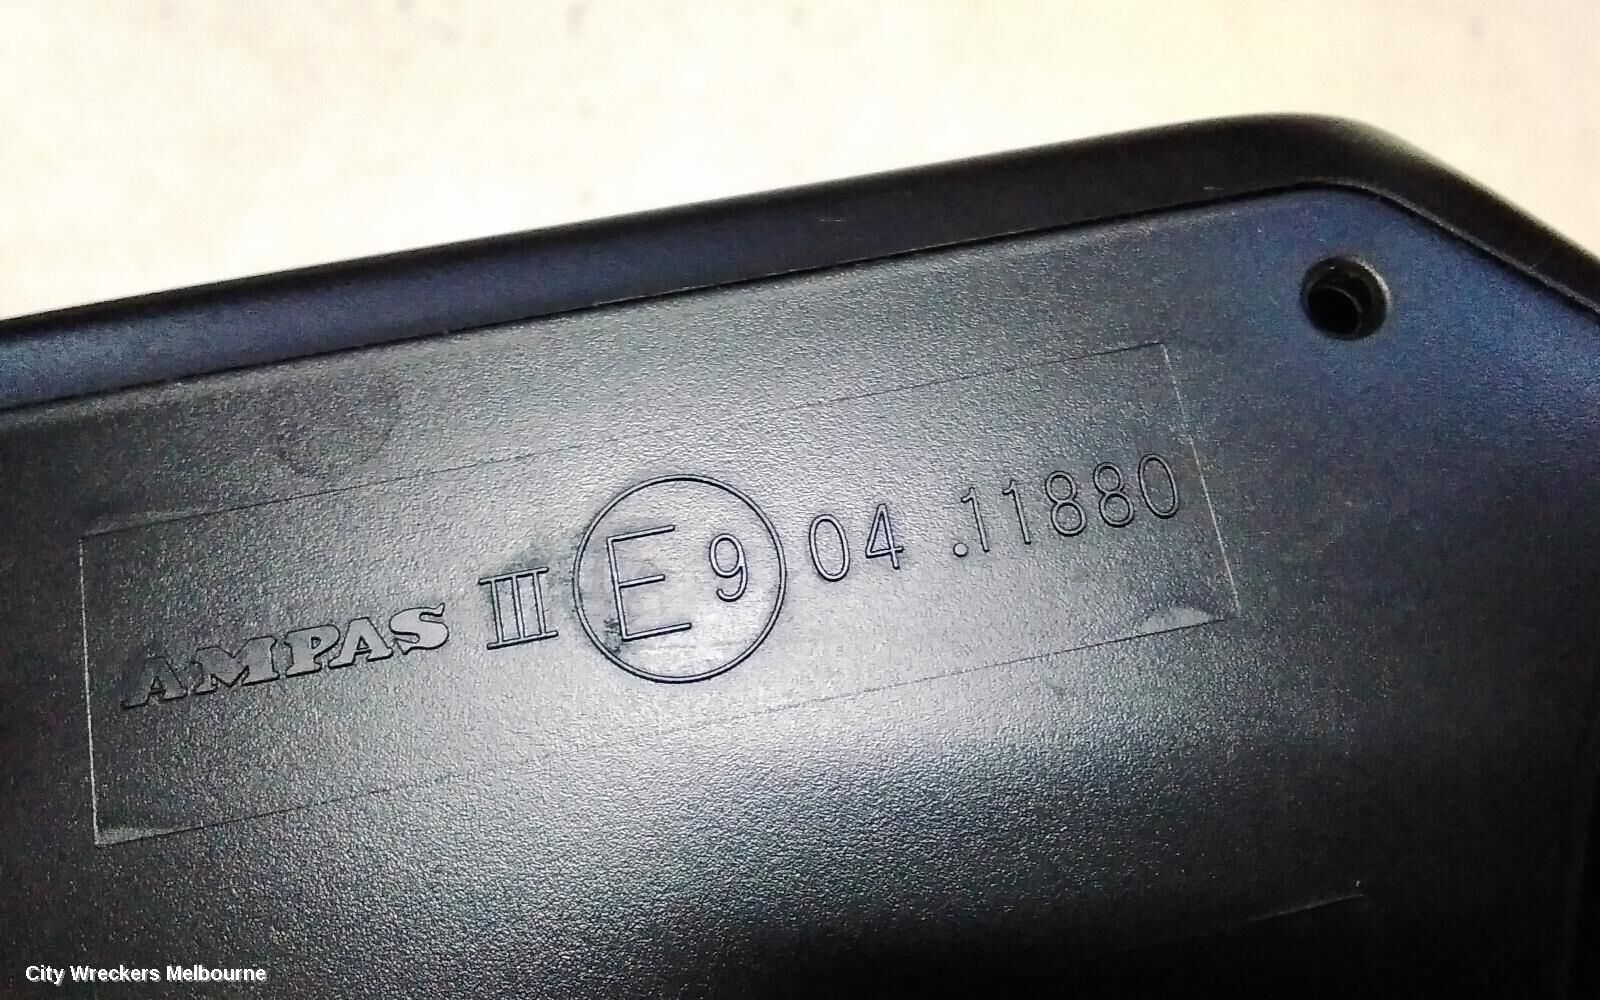 AMPAS III E9 04 .11880
City Wreckers Melbourne